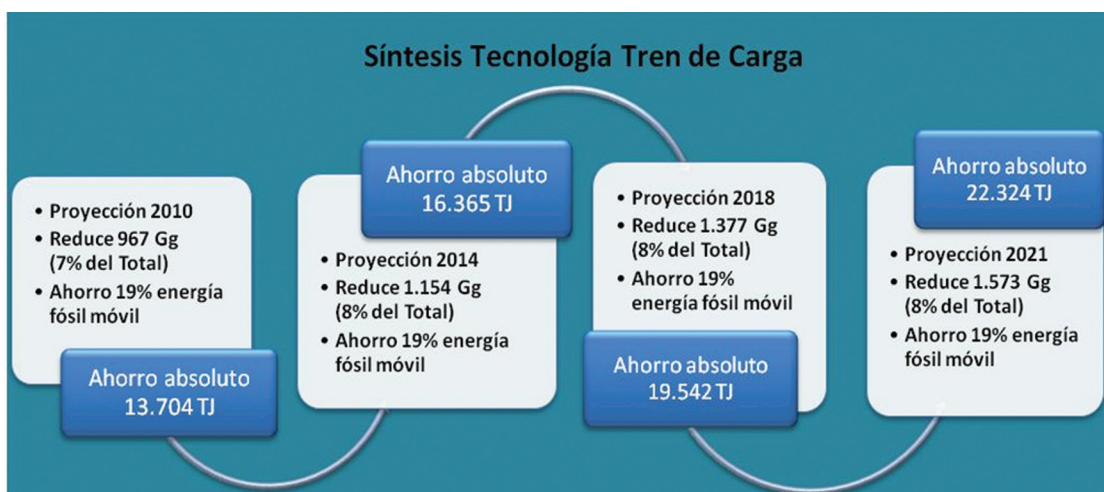 Síntesis Tecnología Tren de Carga
• Proyección 2010
• Reduce 967 Gg
(7% del Total)
• Ahorro 19% energía
fósil móvil
Ahorro absoluto
13.704 TJ
Ahorro absoluto
16.365 TJ
• Proyección 2014
• Reduce 1.154 Gg
(8% del Total)
• Ahorro 19% energía
fósil móvil
• Proyección 2018
• Reduce 1.377 Gg
(8% del Total)
• Ahorro 19%
energía fósil móvil
Ahorro absoluto
19.542 TJ
Ahorro absoluto
22.324 TJ
• Proyección 2021
• Reduce 1.573 Gg
(8% del Total)
• Ahorro 19% energía
fósil móvil